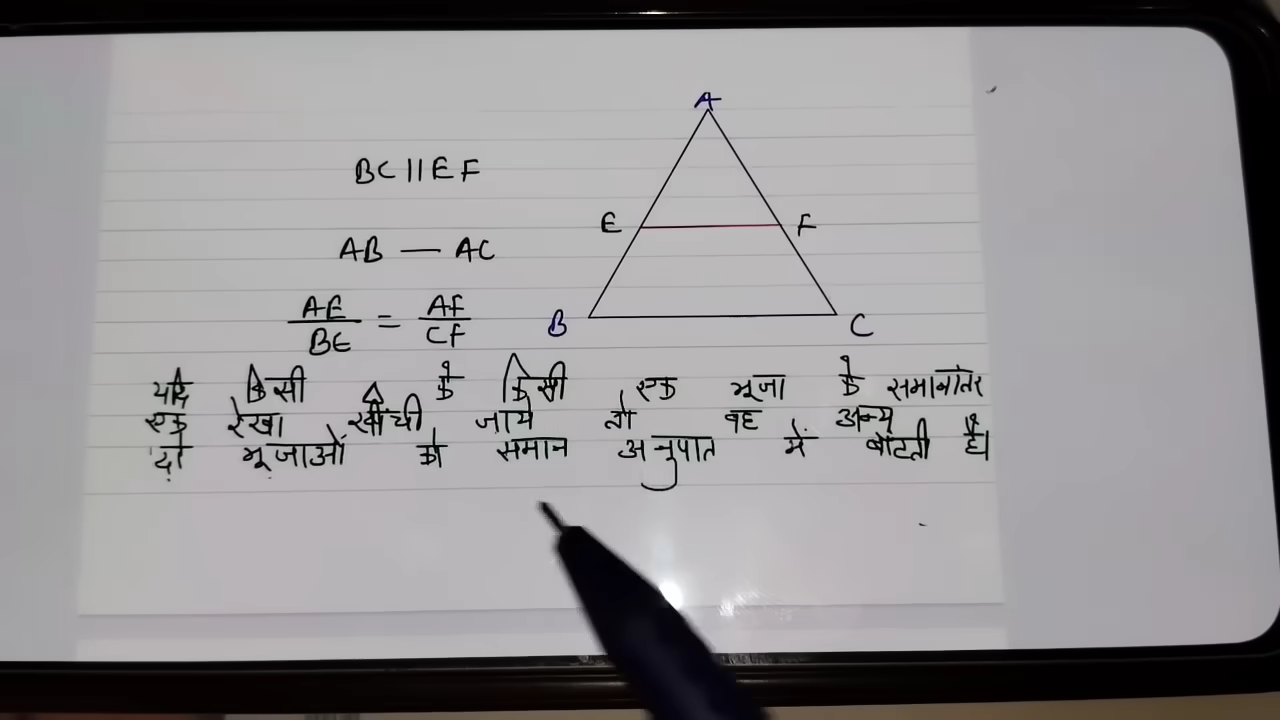 A
BC || EF
E
F
AB — AC
AE/BE = AF/CF
B
C
यदि किसी Δ के किसी एक भूजा के समानांतर
एक रेखा खींची जाये तो वह अन्य
दो भूजाओं को समान अनुपात में बाँटती है।